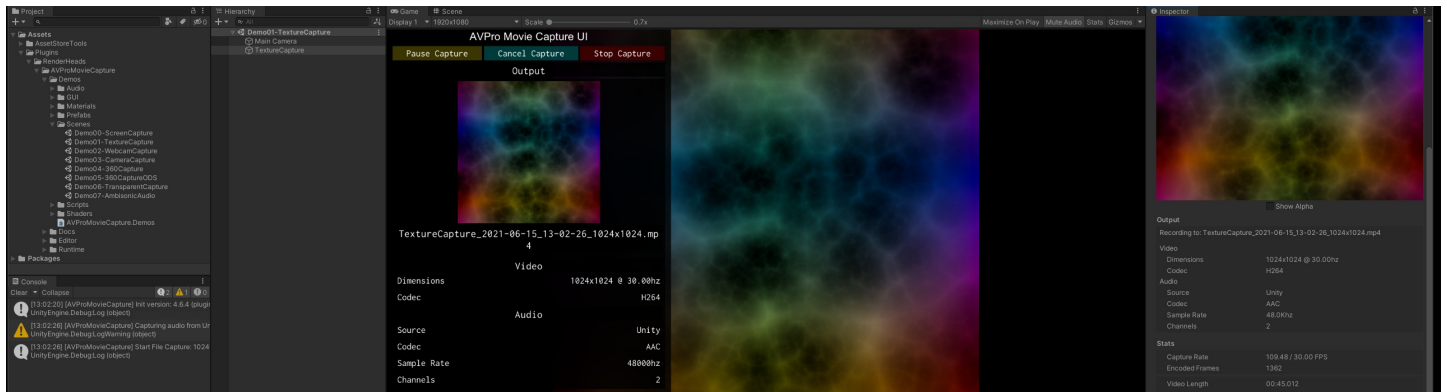 Project
0
Assets
AssetStoreTools
Plugins
RenderHeads
AVProMovieCapture
Demos
Audio
GUI
Materials
Prefabs
Scenes
Demo00-ScreenCapture
Demo01-TextureCapture
Demo02-WebcamCapture
Demo03-CameraCapture
Demo04-360Capture
Demo05-360CaptureODS
Demo06-TransparentCapture
Demo07-AmbisonicAudio
Scripts
Shaders
AVProMovieCapture.Demos
Docs
Editor
Runtime
Packages
Console
Clear Collapse 2 1 0
[13:02:20] [AVProMovieCapture] Init version: 4.6.4 (plugi
UnityEngine.Debug:Log (object)
[13:02:26] [AVProMovieCapture] Capturing audio from Un
UnityEngine.Debug:LogWarning (object)
[13:02:26] [AVProMovieCapture] Start File Capture: 1024
UnityEngine.Debug:Log (object)
Hierarchy
All
Demo01-TextureCapture
Main Camera
TextureCapture
Game Scene
Display 1 1920x1080 Scale 0.7x Maximize On Play Mute Audio Stats Gizmos
AVPro Movie Capture UI
Pause Capture Cancel Capture Stop Capture
Output
TextureCapture_2021-06-15_13-02-26_1024x1024.mp
4
Video
Dimensions 1024x1024 @ 30.00hz
Codec H264
Audio
Source Unity
Codec AAC
Sample Rate 48000hz
Channels 2
Inspector
Show Alpha
Output
Recording to: TextureCapture_2021-06-15_13-02-26_1024x1024.mp4
Video
Dimensions 1024x1024 @ 30.00hz
Codec H264
Audio
Source Unity
Codec AAC
Sample Rate 48.0Khz
Channels 2
Stats
Capture Rate 109.48 / 30.00 FPS
Encoded Frames 1362
Video Length 00:45.012